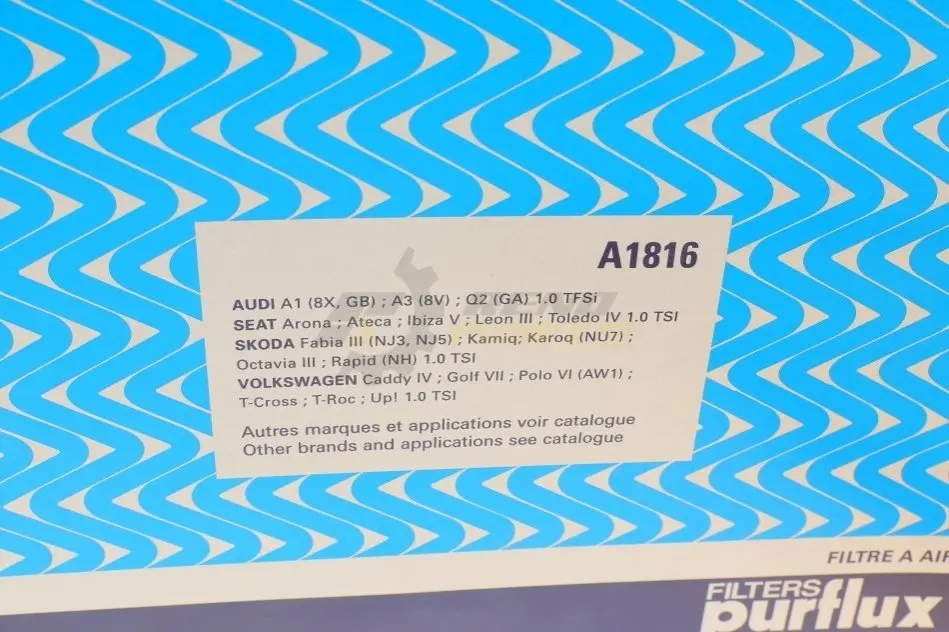 A1816
AUDI A1 (8X, GB) ; A3 (8V) ; Q2 (GA) 1.0 TFSi
SEAT Arona ; Ateca ; Ibiza V ; Leon III ; Toledo IV 1.0 TSI
SKODA Fabia III (NJ3, NJ5) ; Kamiq; Karoq (NU7) ;
Octavia III ; Rapid (NH) 1.0 TSI
VOLKSWAGEN Caddy IV ; Golf VII ; Polo VI (AW1) ;
T-Cross ; T-Roc ; Up! 1.0 TSI
Autres marques et applications voir catalogue
Other brands and applications see catalogue
FILTRE A AIR
FILTERS
purflux